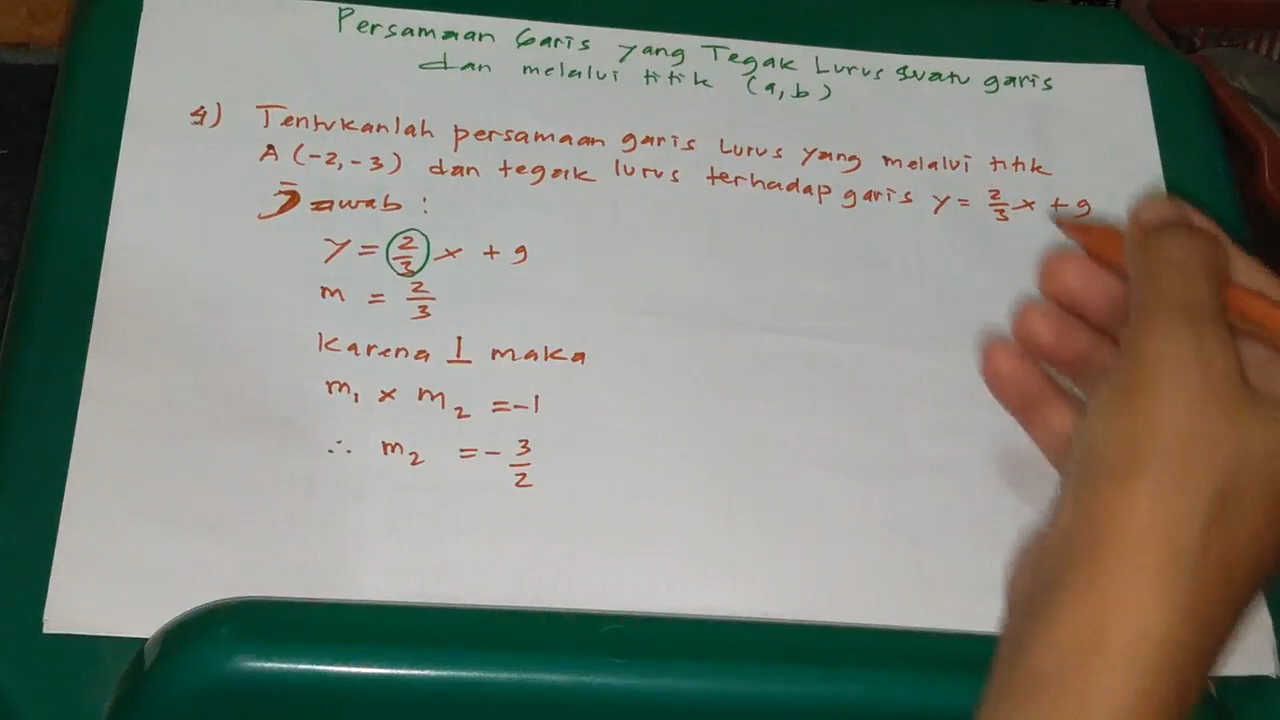 Persamaan Garis yang Tegak Lurus suatu garis
dan melalui titik (a,b)
4) Tentukanlah persamaan garis Lurus yang melalui titik
A (-2,-3) dan tegak lurus terhadap garis y = 2/3 x + 9
Jawab :
y = 2/3 x + 9
m = 2/3
Karena ⊥ maka
m₁ × m₂ = -1
∴ m₂ = - 3/2